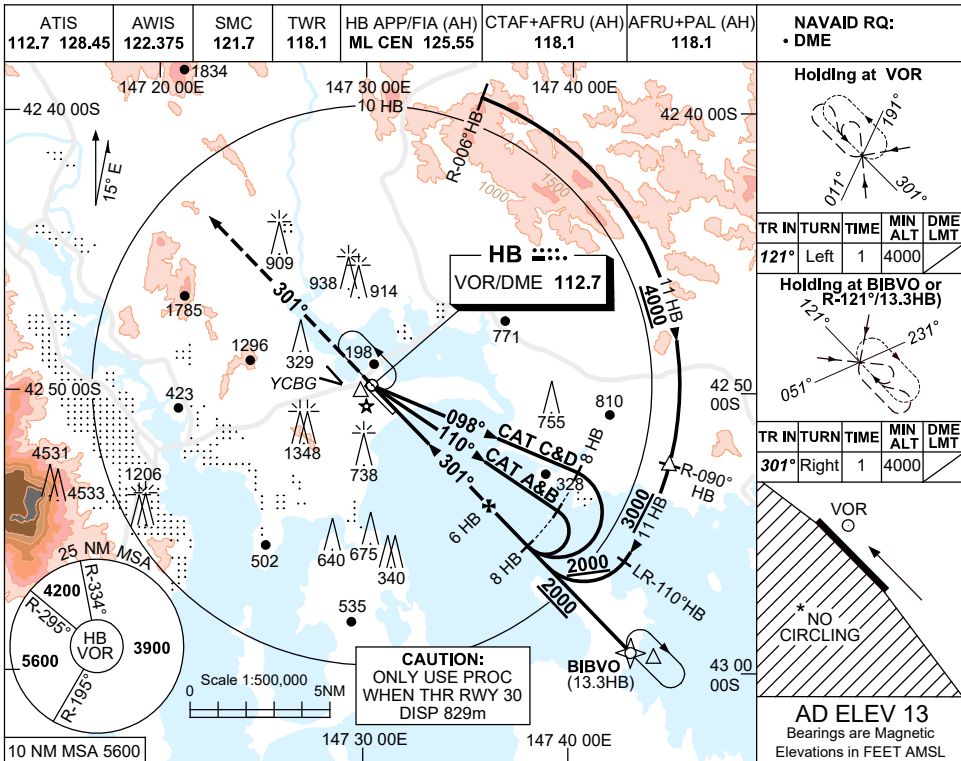 ATIS
112.7 128.45
AWIS
122.375
SMC
121.7
TWR
118.1
HB APP/FIA (AH)
ML CEN 125.55
CTAF+AFRU (AH)
118.1
AFRU+PAL (AH)
118.1
NAVAID RQ:
• DME
1834
147 20 00E
147 30 00E
147 40 00E
42 40 00S
42 40 00S
10 HB
R-006°HB
1000
1500
15° E
909
938
914
HB
VOR/DME 112.7
11 HB
4000
301°
1785
1296
329
198
771
YCBG
42 50 00S
42 50
00S
423
1348
738
755
810
098°
CAT C&D
110°
CAT A&B
301°
8 HB
328
R-090°
HB
4531
4533
1206
6 HB
3000
11 HB
502
640
675
340
8 HB
2000
LR-110°HB
2000
535
25 NM MSA
4200
R-334°
R-295°
HB
VOR
3900
5600
R-195°
10 NM MSA 5600
Scale 1:500,000
0
5NM
CAUTION:
ONLY USE PROC
WHEN THR RWY 30
DISP 829m
BIBVO
(13.3HB)
43 00
00S
147 30 00E
147 40 00E
Holding at VOR
191°
011°
301°
TR IN TURN TIME MIN ALT DME LMT
121° Left 1 4000
Holding at BIBVO or
R-121°/13.3HB)
121°
231°
051°
TR IN TURN TIME MIN ALT DME LMT
301° Right 1 4000
VOR
* NO
CIRCLING
AD ELEV 13
Bearings are Magnetic
Elevations in FEET AMSL